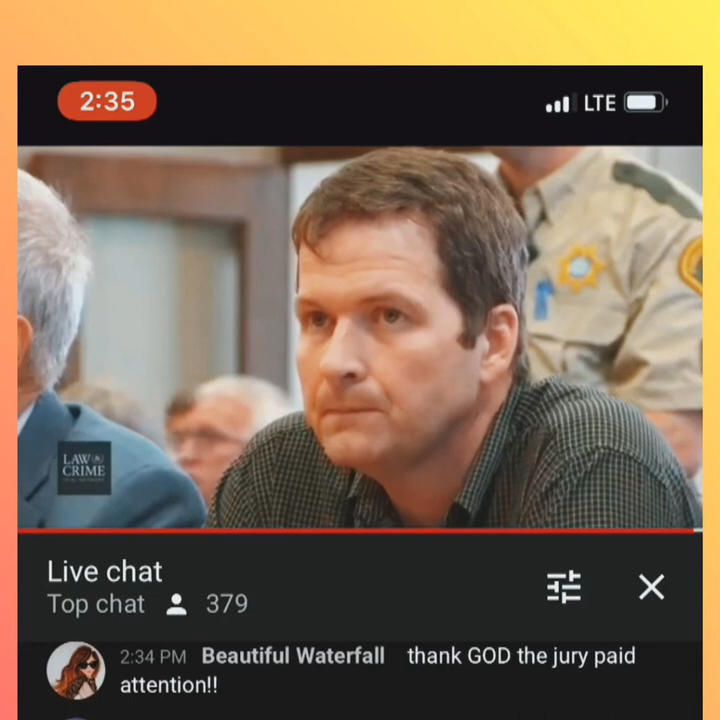 2:35
LTE
LAW &
CRIME
Live chat
Top chat 379
2:34 PM Beautiful Waterfall thank GOD the jury paid
attention!!